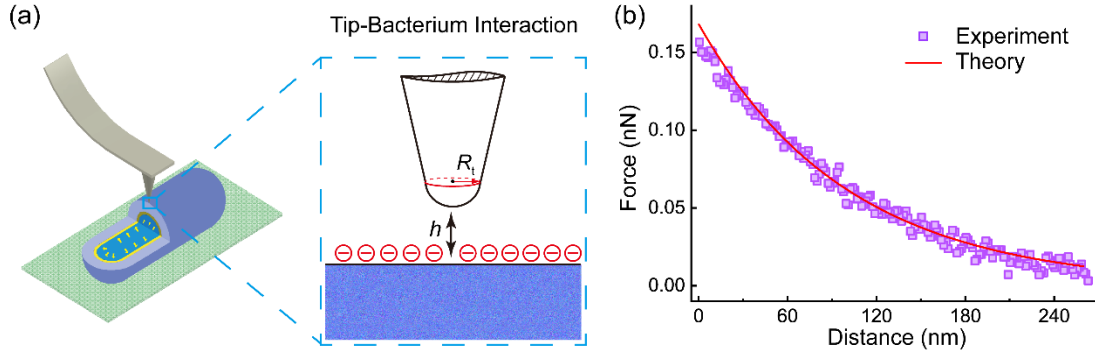 (a)
Tip-Bacterium Interaction
Rt
h
(b)
Experiment
Theory
Force (nN)
0.15
0.10
0.05
0.00
0 60 120 180 240
Distance (nm)